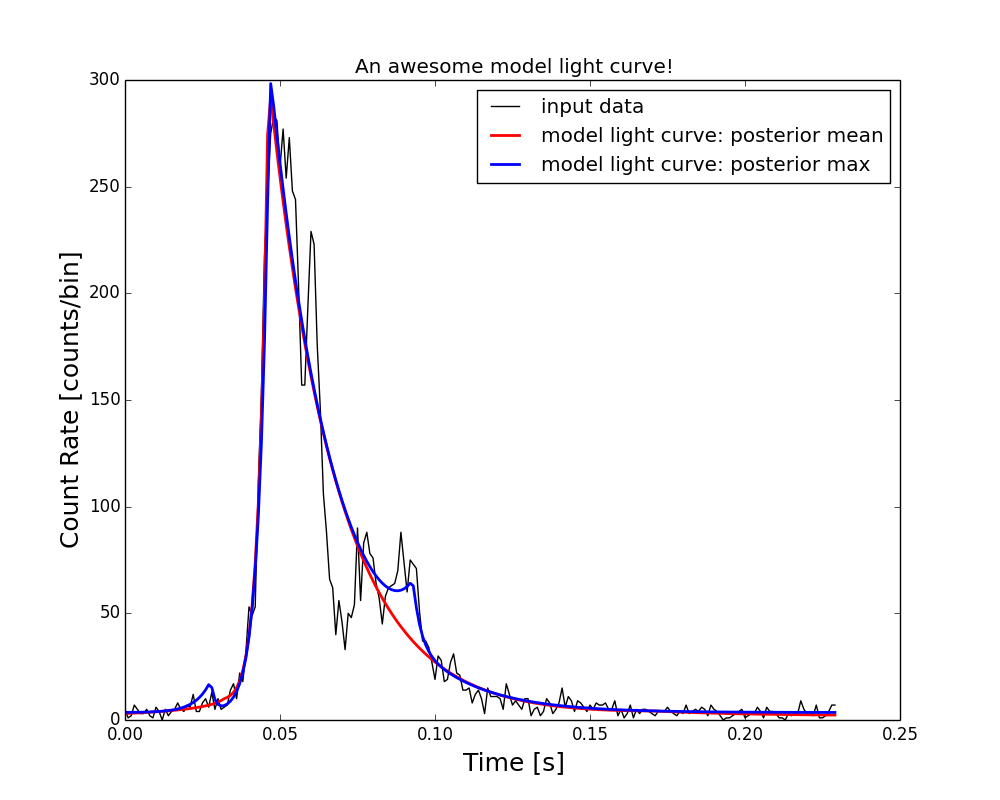 An awesome model light curve!
input data
model light curve: posterior mean
model light curve: posterior max
Count Rate [counts/bin]
300
250
200
150
100
50
0
0.00 0.05 0.10 0.15 0.20 0.25
Time [s]